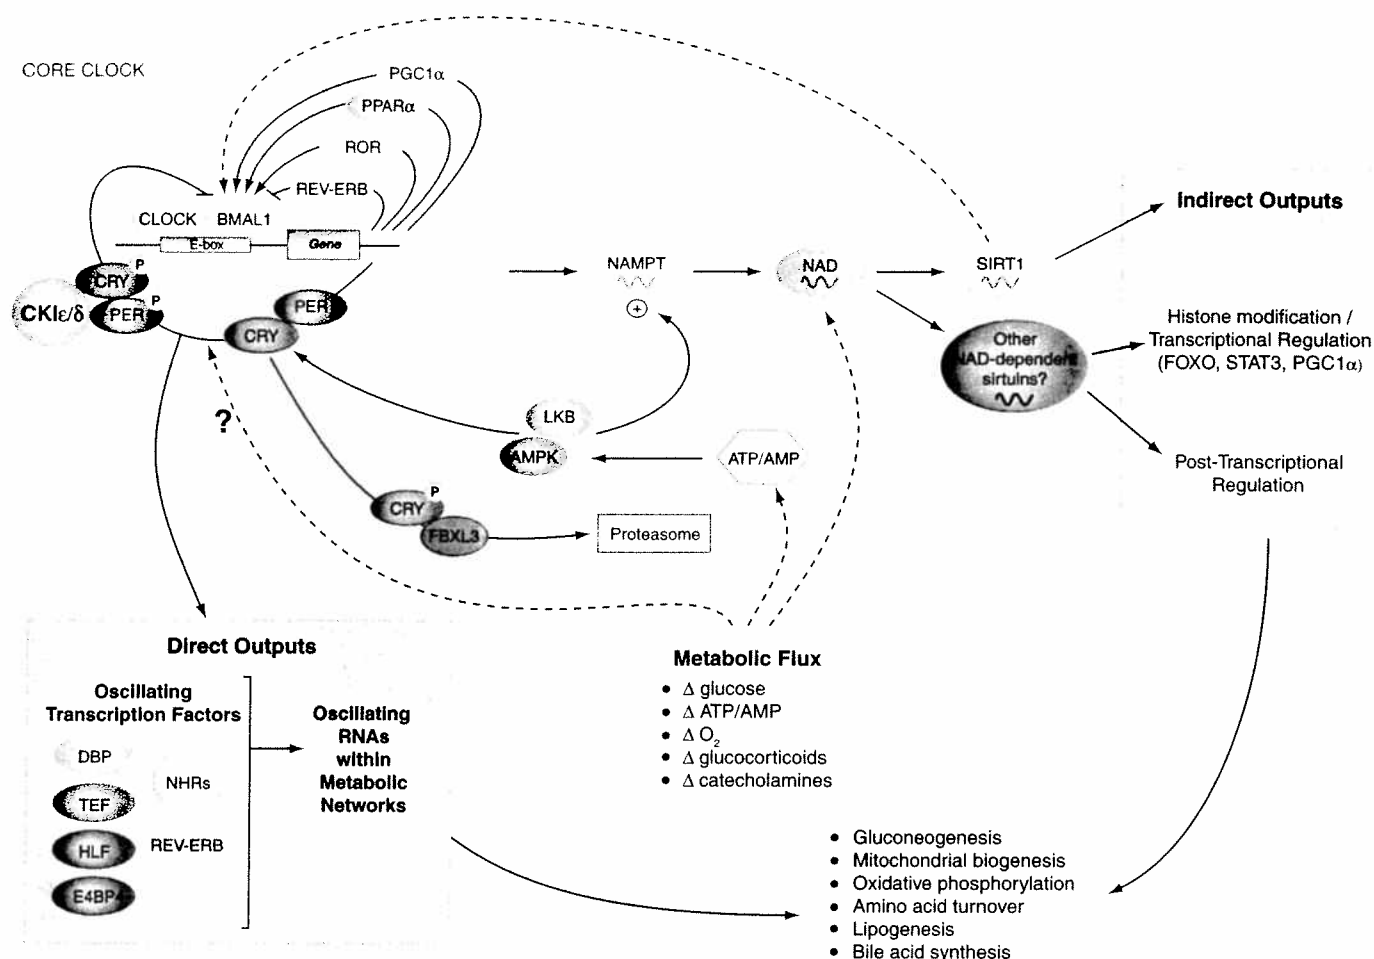 CORE CLOCK
PGC1α
PPARα
ROR
REV-ERB
CLOCK BMAL1
E-box
Gene
CRY
P
CKIε/δ
PER
P
PER
CRY
?
NAMPT
+
NAD
SIRT1
Other
NAD-dependent
sirtuins?
Indirect Outputs
Histone modification /
Transcriptional Regulation
(FOXO, STAT3, PGC1α)
Post-Transcriptional
Regulation
LKB
AMPK
ATP/AMP
CRY
P
FBXL3
Proteasome
Direct Outputs
Oscillating
Transcription Factors
DBP
NHRs
TEF
HLF
REV-ERB
E4BP4
Oscillating
RNAs
within
Metabolic
Networks
Metabolic Flux
• Δ glucose
• Δ ATP/AMP
• Δ O₂
• Δ glucocorticoids
• Δ catecholamines
• Gluconeogenesis
• Mitochondrial biogenesis
• Oxidative phosphorylation
• Amino acid turnover
• Lipogenesis
• Bile acid synthesis